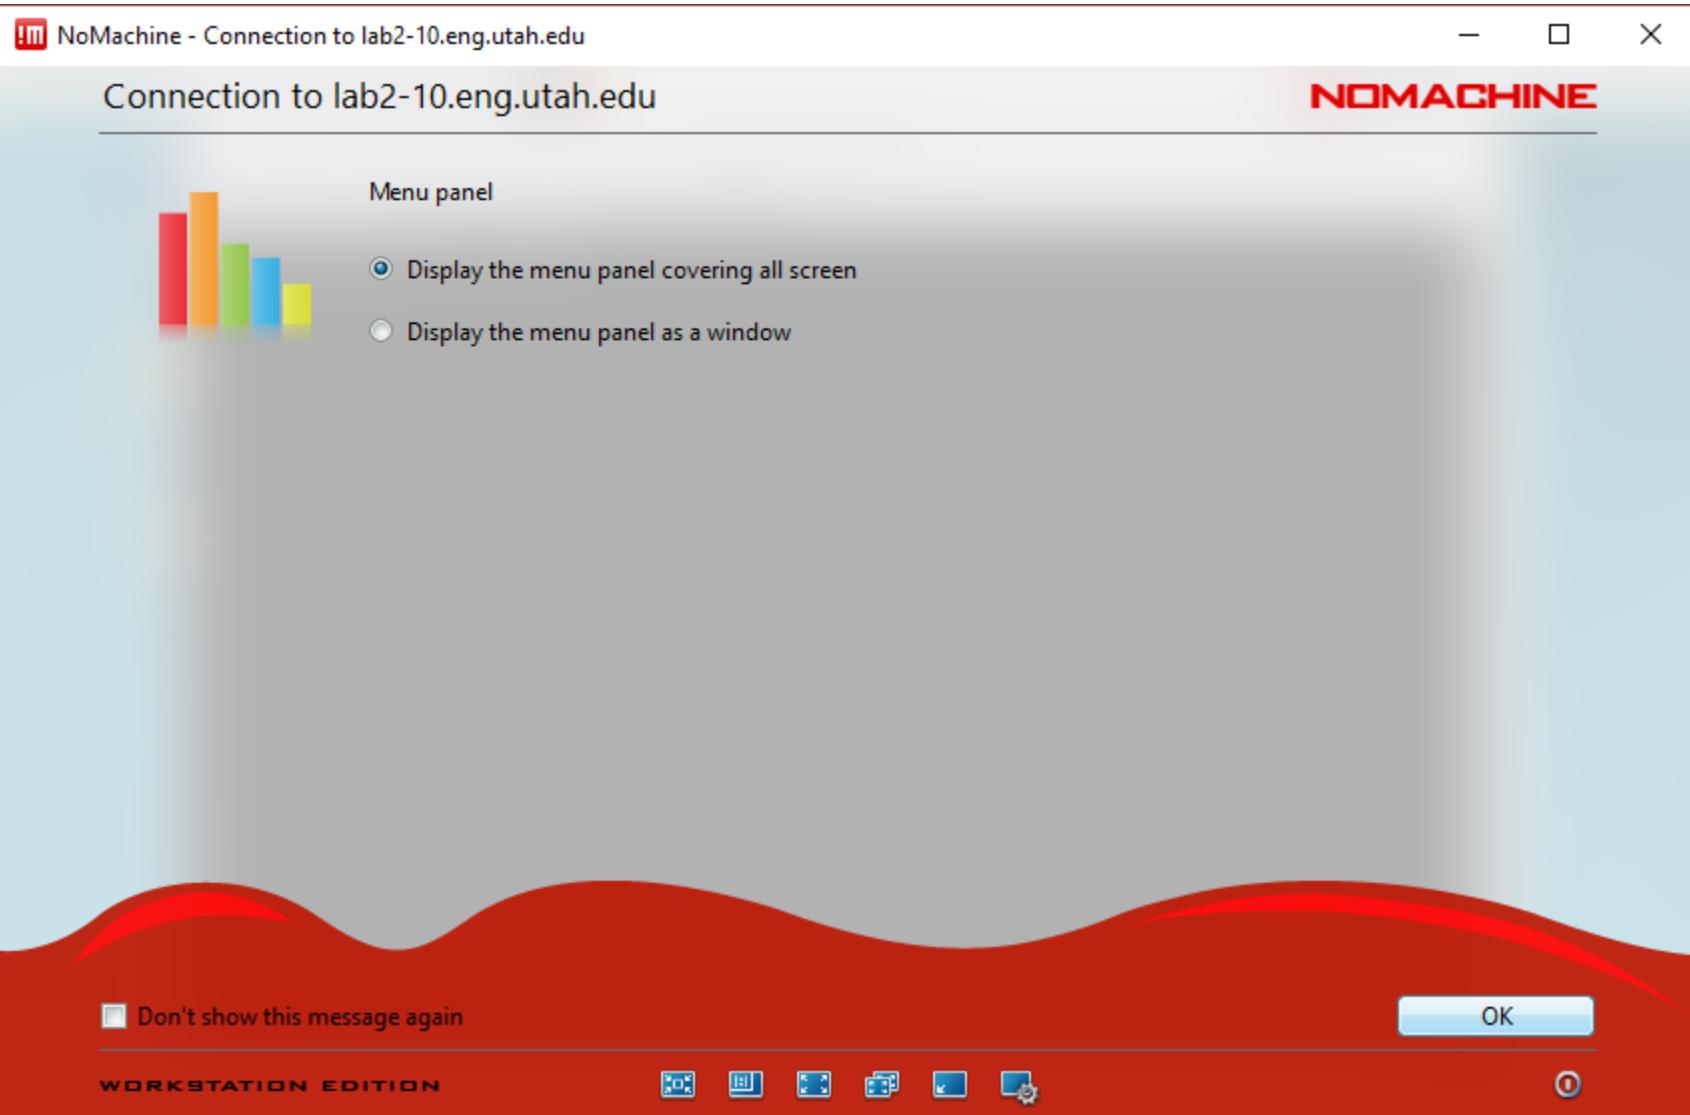 !m NoMachine - Connection to lab2-10.eng.utah.edu
Connection to lab2-10.eng.utah.edu
NOMACHINE
Menu panel
Display the menu panel covering all screen
Display the menu panel as a window
Don't show this message again
OK
WORKSTATION EDITION